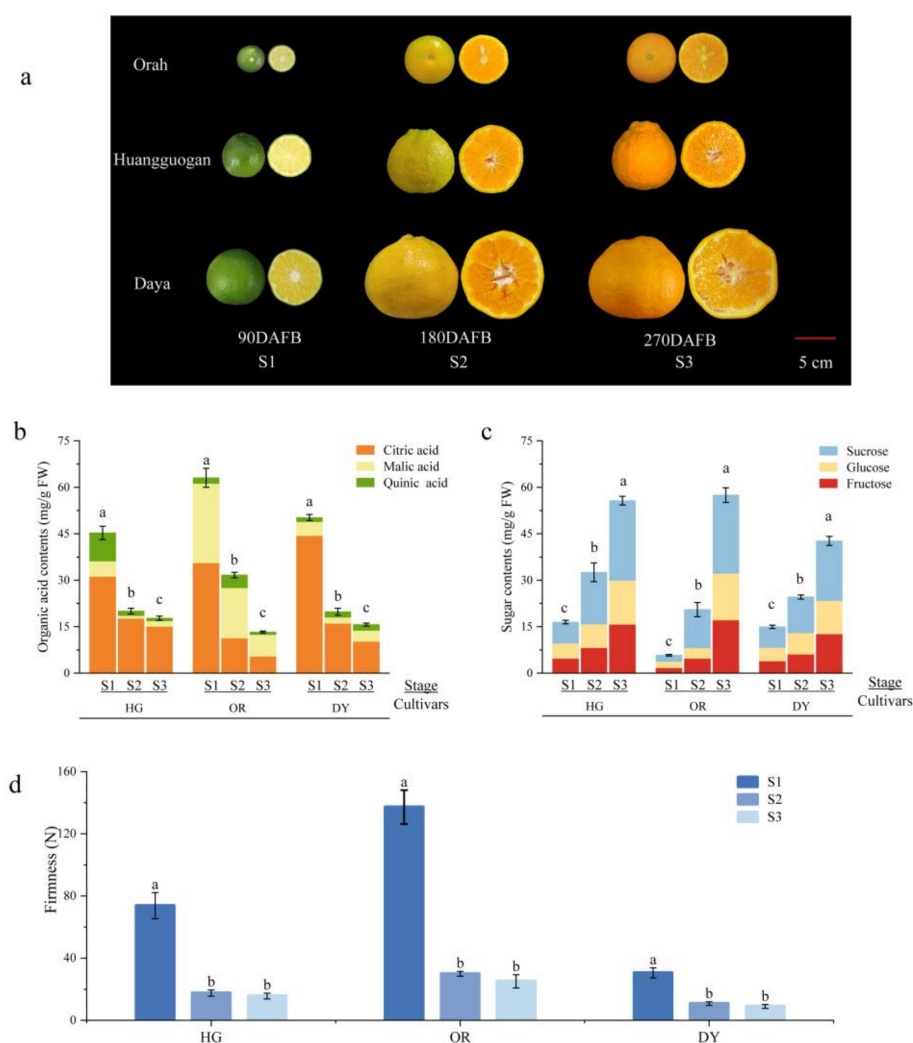 a
Orah
Huangguogan
Daya
90DAFB
180DAFB
270DAFB
S1
S2
S3
5 cm
b
Organic acid contents (mg/g FW)
75
60
45
30
15
0
Citric acid
Malic acid
Quinic acid
a
b
c
a
b
c
a
b
c
S1 S2 S3
S1 S2 S3
S1 S2 S3
Stage
HG
OR
DY
Cultivars
c
Sugar contents (mg/g FW)
75
60
45
30
15
0
Sucrose
Glucose
Fructose
c
b
a
c
b
a
c
b
a
S1 S2 S3
S1 S2 S3
S1 S2 S3
Stage
HG
OR
DY
Cultivars
d
Firmness (N)
160
120
80
40
0
S1
S2
S3
a
b
b
a
b
b
a
b
b
HG
OR
DY